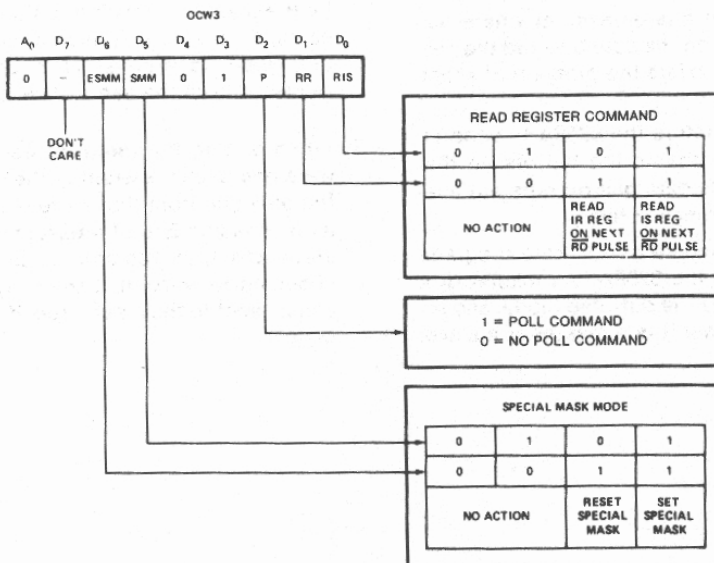 OCW3
A0 D7 D6 D5 D4 D3 D2 D1 D0
0 – ESMM SMM 0 1 P RR RIS
DON'T
CARE
READ REGISTER COMMAND
0 1 0 1
0 0 1 1
NO ACTION
READ
IR REG
ON NEXT
RD PULSE
READ
IS REG
ON NEXT
RD PULSE
1 = POLL COMMAND
0 = NO POLL COMMAND
SPECIAL MASK MODE
0 1 0 1
0 0 1 1
NO ACTION
RESET
SPECIAL
MASK
SET
SPECIAL
MASK